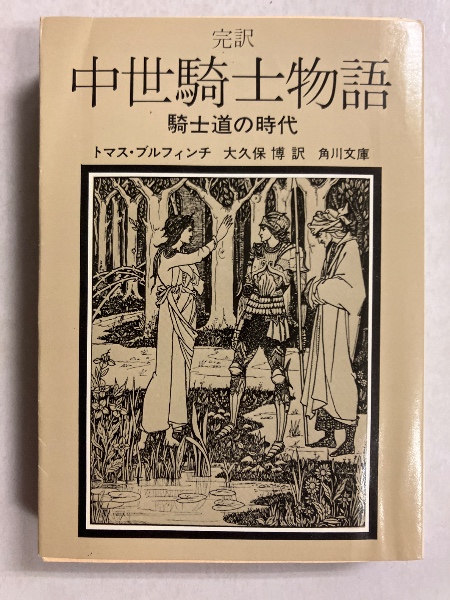 完訳
中世騎士物語
騎士道の時代
トマス・ブルフィンチ 大久保 博 訳 角川文庫